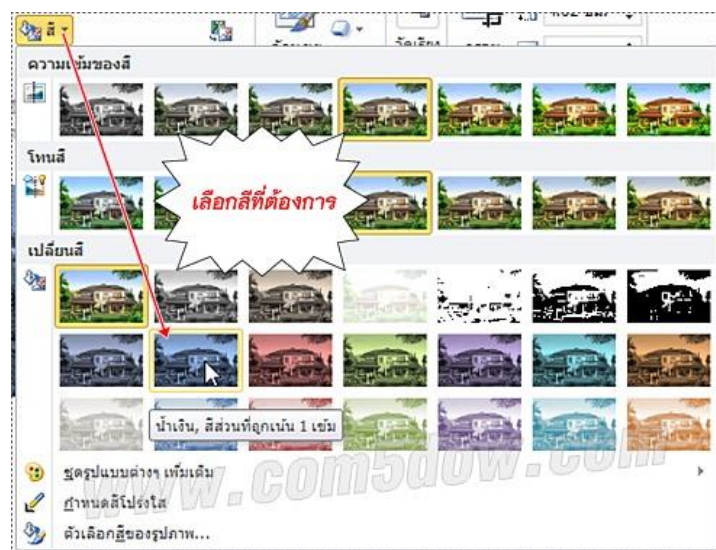 สี
ความเข้มของสี
โทนสี
เลือกสีที่ต้องการ
เปลี่ยนสี
น้ำเงิน, สีส่วนที่ถูกเน้น 1 เข้ม
ชุดรูปแบบต่างๆ เพิ่มเติม
กำหนดสีโปร่งใส
ตัวเลือกสีของรูปภาพ...
www.com5dow.com